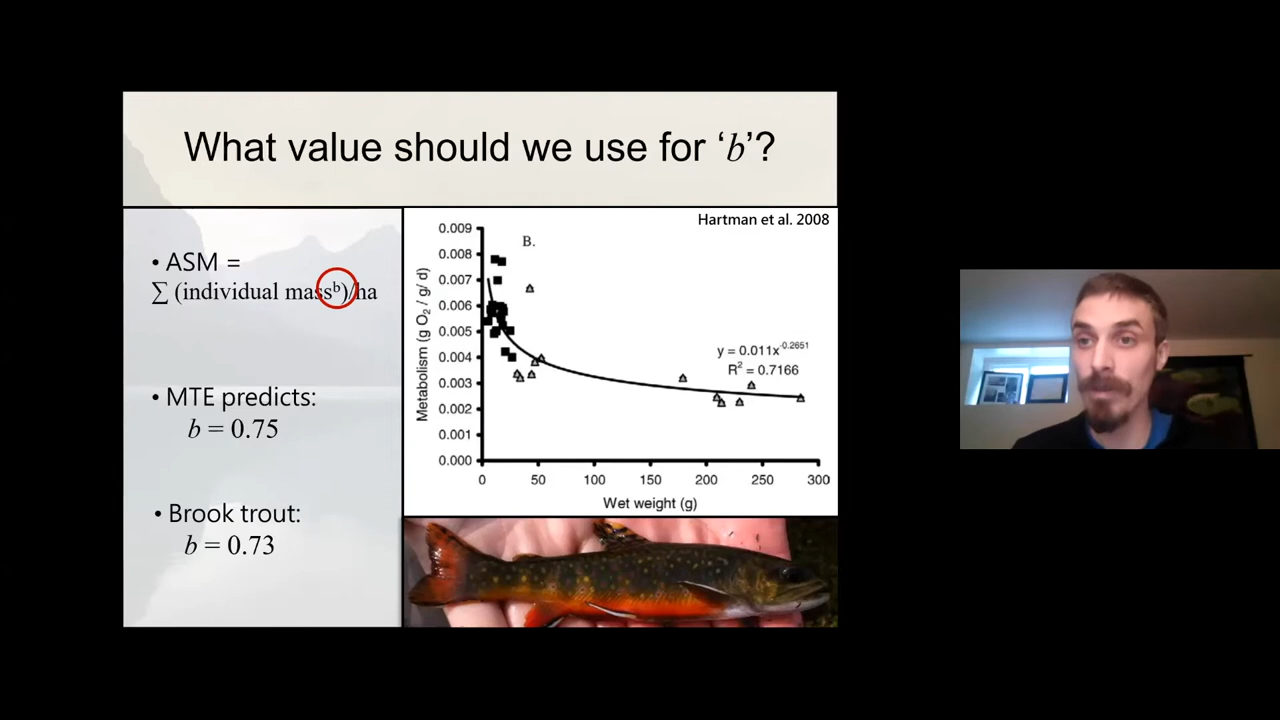 What value should we use for ‘b’?
• ASM =
∑ (individual massᵇ)/ha
• MTE predicts:
b = 0.75
• Brook trout:
b = 0.73
Hartman et al. 2008
B.
Metabolism (g O₂ / g/ d)
0.009
0.008
0.007
0.006
0.005
0.004
0.003
0.002
0.001
0.000
y = 0.011x⁻⁰·²⁶⁵¹
R² = 0.7166
0 50 100 150 200 250 300
Wet weight (g)